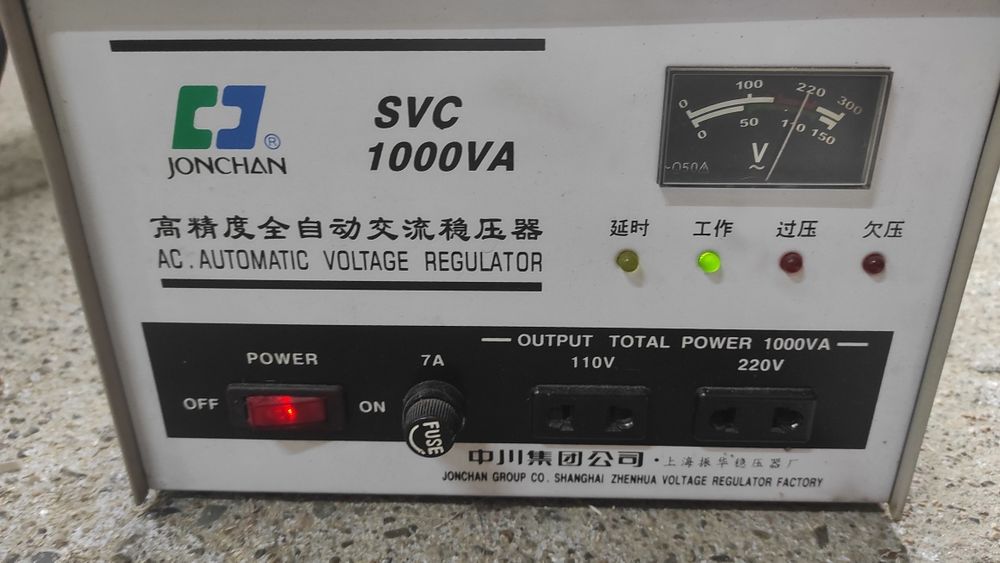 JONCHAN ®
SVC
1000VA
0 100 220 300
0 50 110 150
V
~
高精度全自动交流稳压器
AC.AUTOMATIC VOLTAGE REGULATOR
延时 工作 过压 欠压
OUTPUT TOTAL POWER 1000VA
POWER 7A 110V 220V
OFF ON
FUSE
中川集团公司·上海振华稳压器厂
JONCHAN GROUP CO. SHANGHAI ZHENHUA VOLTAGE REGULATOR FACTORY